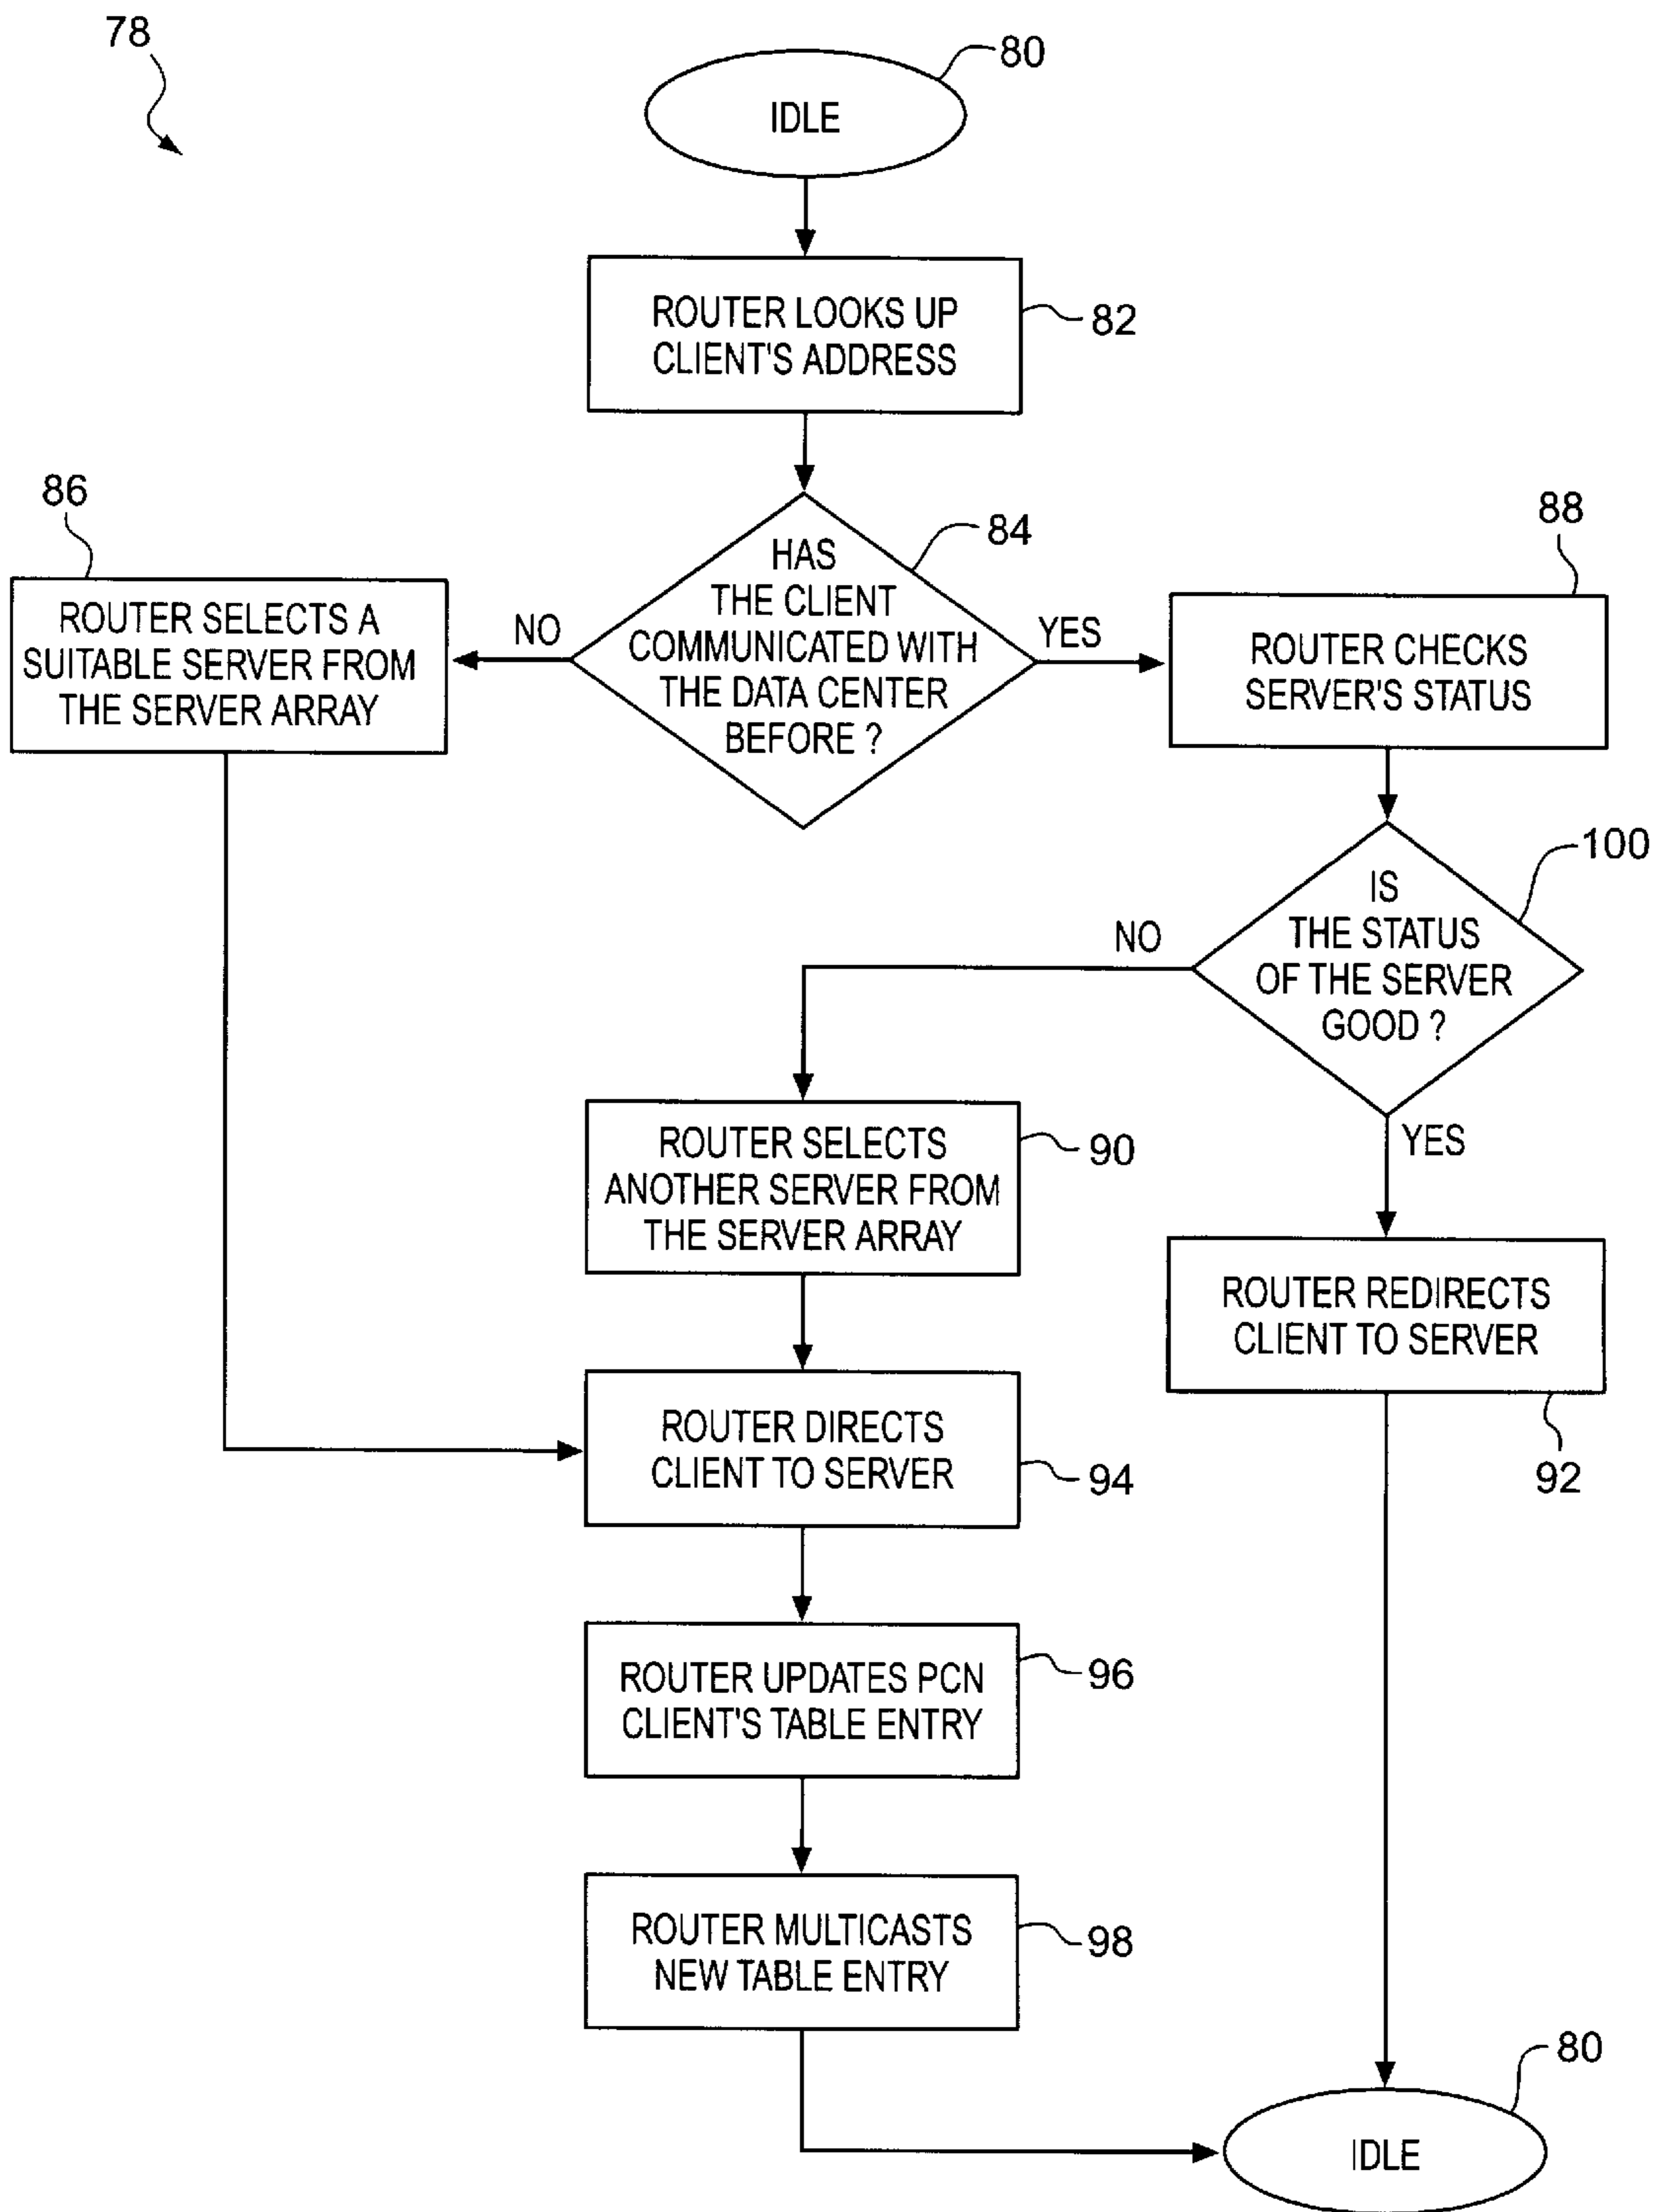 78
80
IDLE
ROUTER LOOKS UP
CLIENT'S ADDRESS
82
86
84
88
HAS
THE CLIENT
COMMUNICATED WITH
THE DATA CENTER
BEFORE ?
NO
YES
ROUTER SELECTS A
SUITABLE SERVER FROM
THE SERVER ARRAY
ROUTER CHECKS
SERVER'S STATUS
100
IS
THE STATUS
OF THE SERVER
GOOD ?
NO
YES
ROUTER SELECTS
ANOTHER SERVER FROM
THE SERVER ARRAY
90
ROUTER REDIRECTS
CLIENT TO SERVER
92
ROUTER DIRECTS
CLIENT TO SERVER
94
ROUTER UPDATES PCN
CLIENT'S TABLE ENTRY
96
ROUTER MULTICASTS
NEW TABLE ENTRY
98
80
IDLE